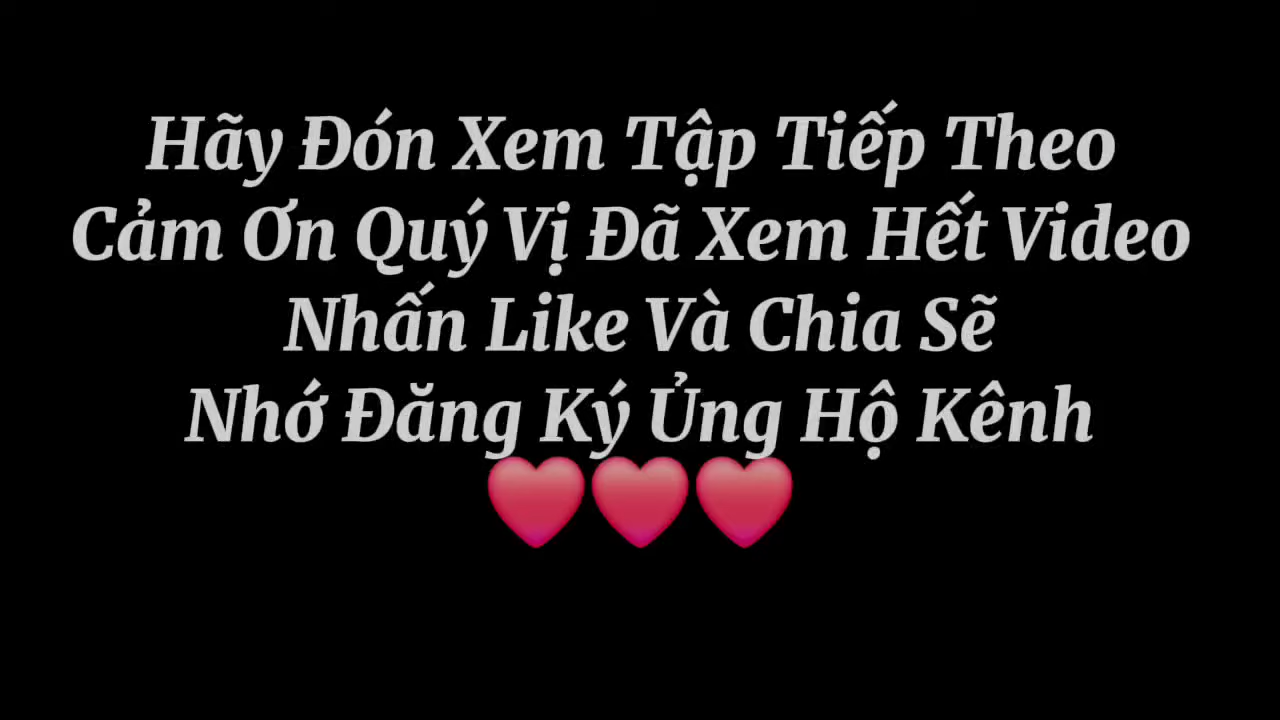 Hãy Đón Xem Tập Tiếp Theo
Cảm Ơn Quý Vị Đã Xem Hết Video
Nhấn Like Và Chia Sẽ
Nhớ Đăng Ký Ủng Hộ Kênh